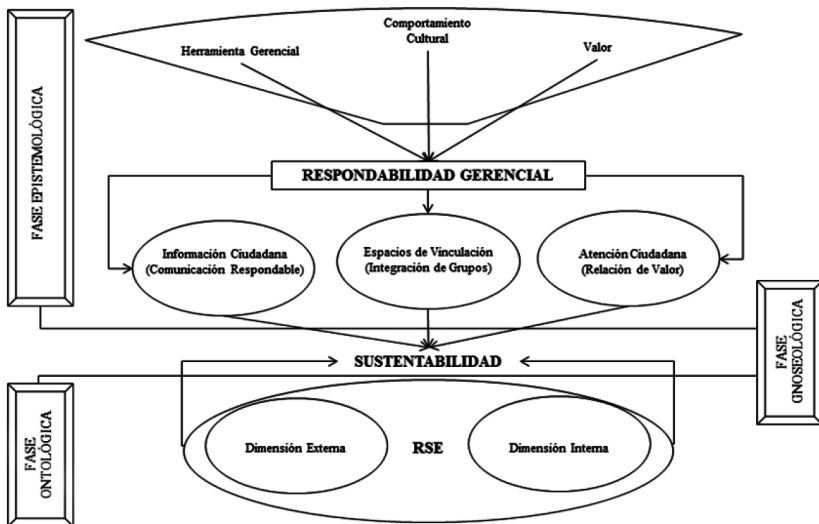 Comportamiento
Cultural
Herramienta Gerencial
Valor
FASE EPISTEMOLÓGICA
RESPONDABILIDAD GERENCIAL
Información Ciudadana
(Comunicación Respondable)
Espacios de Vinculación
(Integración de Grupos)
Atención Ciudadana
(Relación de Valor)
FASE
GNOSEOLÓGICA
SUSTENTABILIDAD
FASE
ONTOLÓGICA
Dimensión Externa
RSE
Dimensión Interna